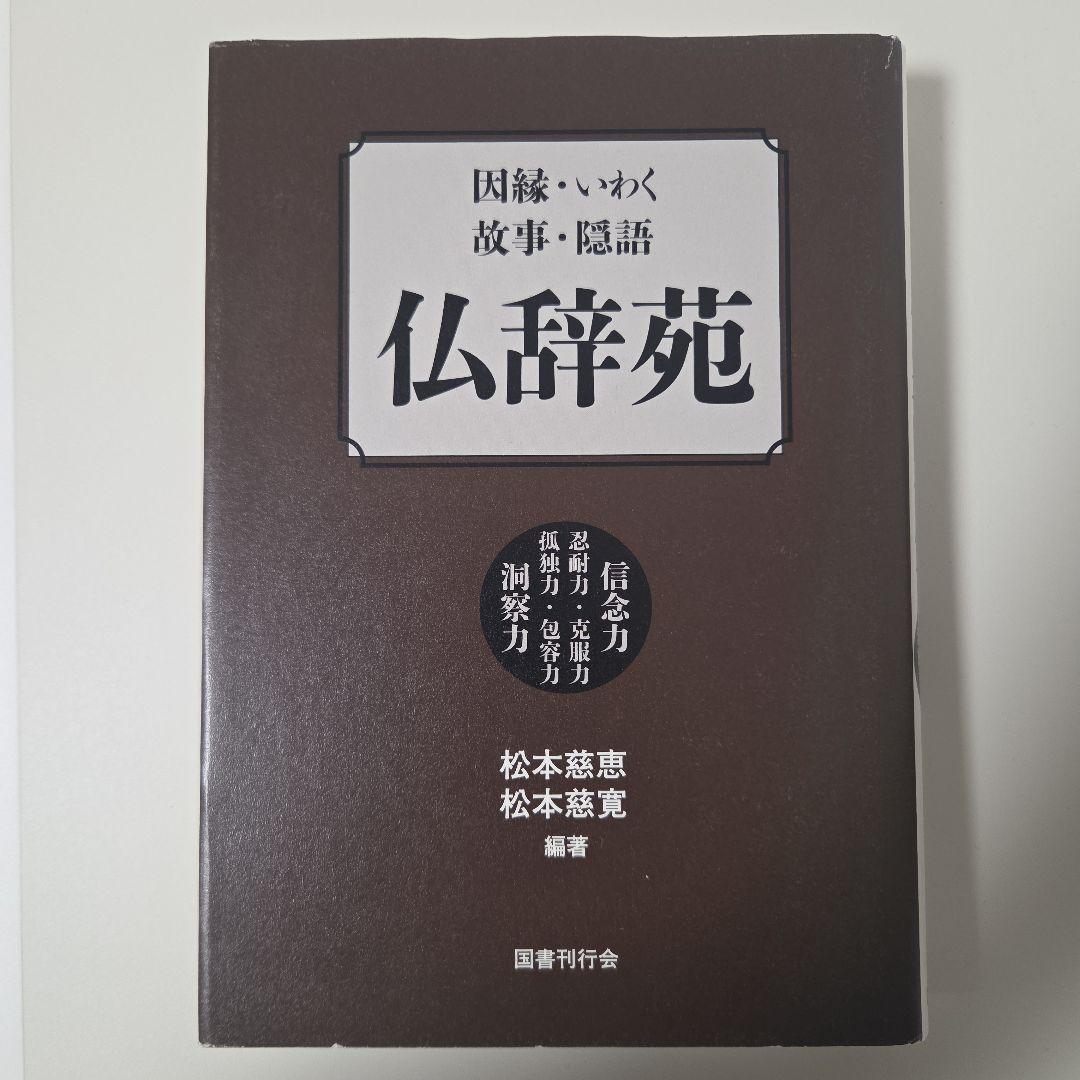 因縁・いわく
故事・隠語
仏辞苑
信念力
忍耐力・克服力
孤独力・包容力
洞察力
松本慈恵
松本慈寛
編著
国書刊行会